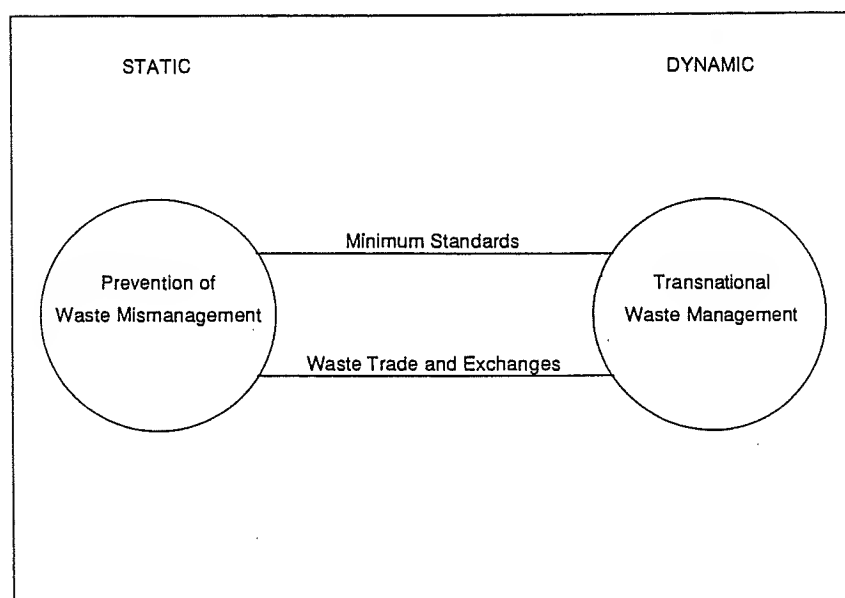 STATIC
DYNAMIC
Minimum Standards
Prevention of
Waste Mismanagement
Transnational
Waste Management
Waste Trade and Exchanges